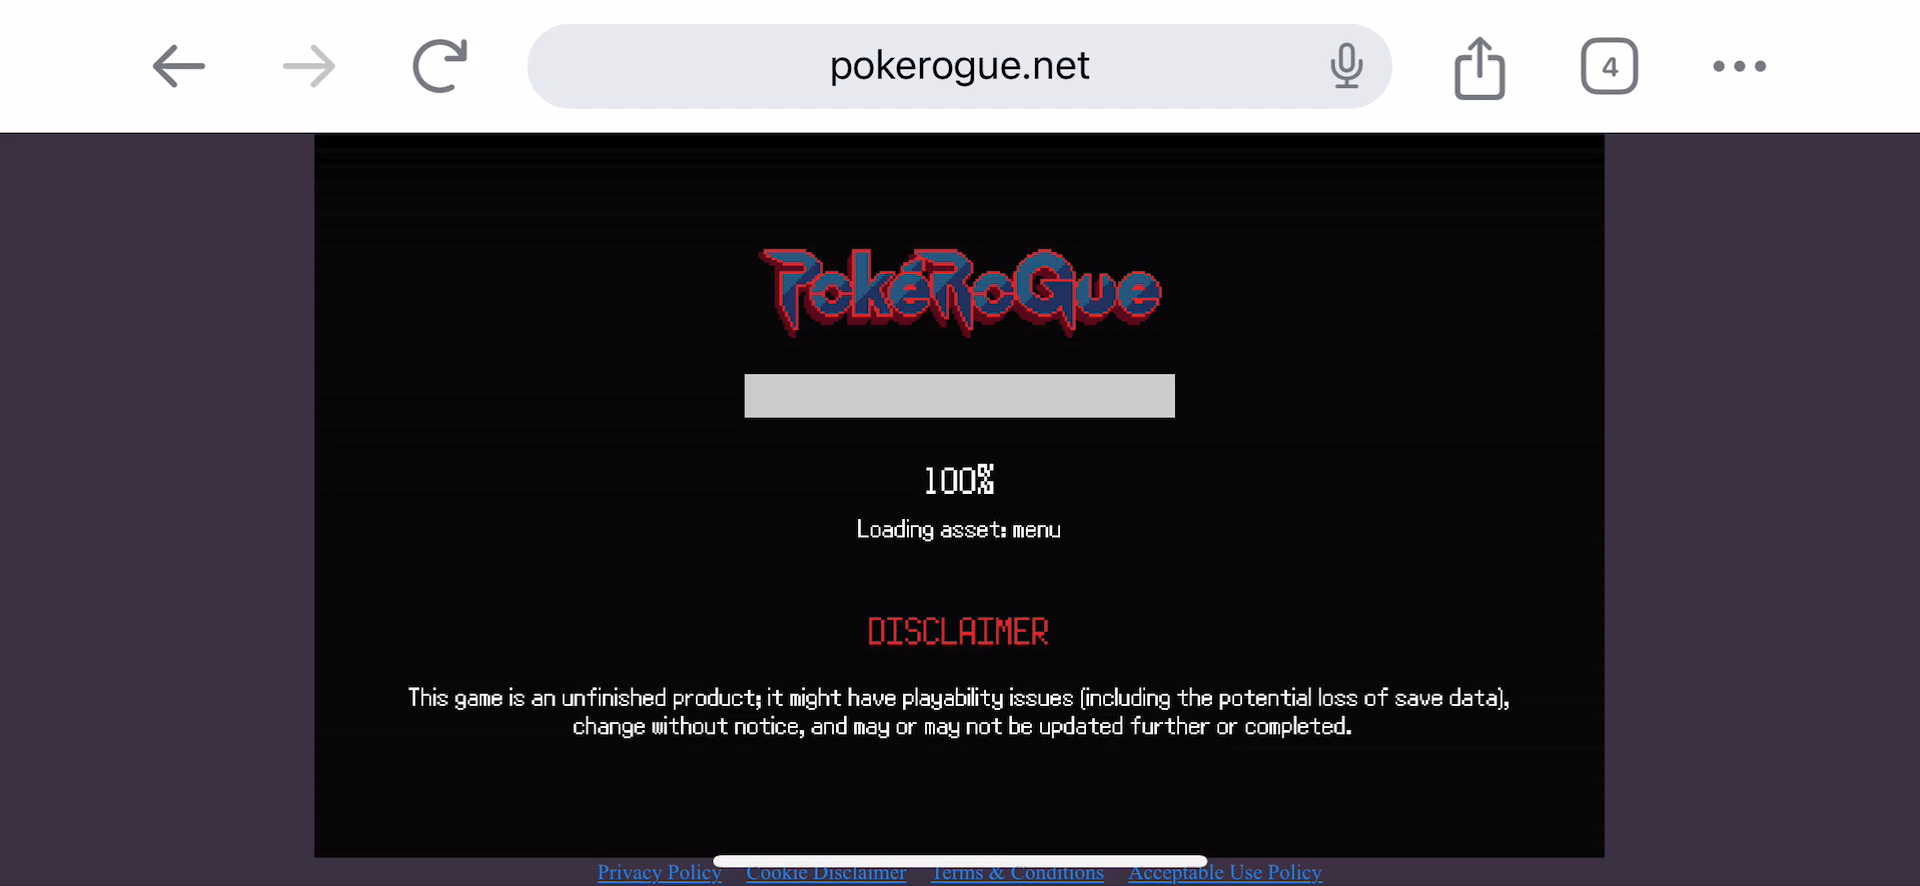 pokerogue.net
4
PokéRoGue
100%
Loading asset: menu
DISCLAIMER
This game is an unfinished product; it might have playability issues (including the potential loss of save data),
change without notice, and may or may not be updated further or completed.
Privacy Policy Cookie Disclaimer Terms & Conditions Acceptable Use Policy